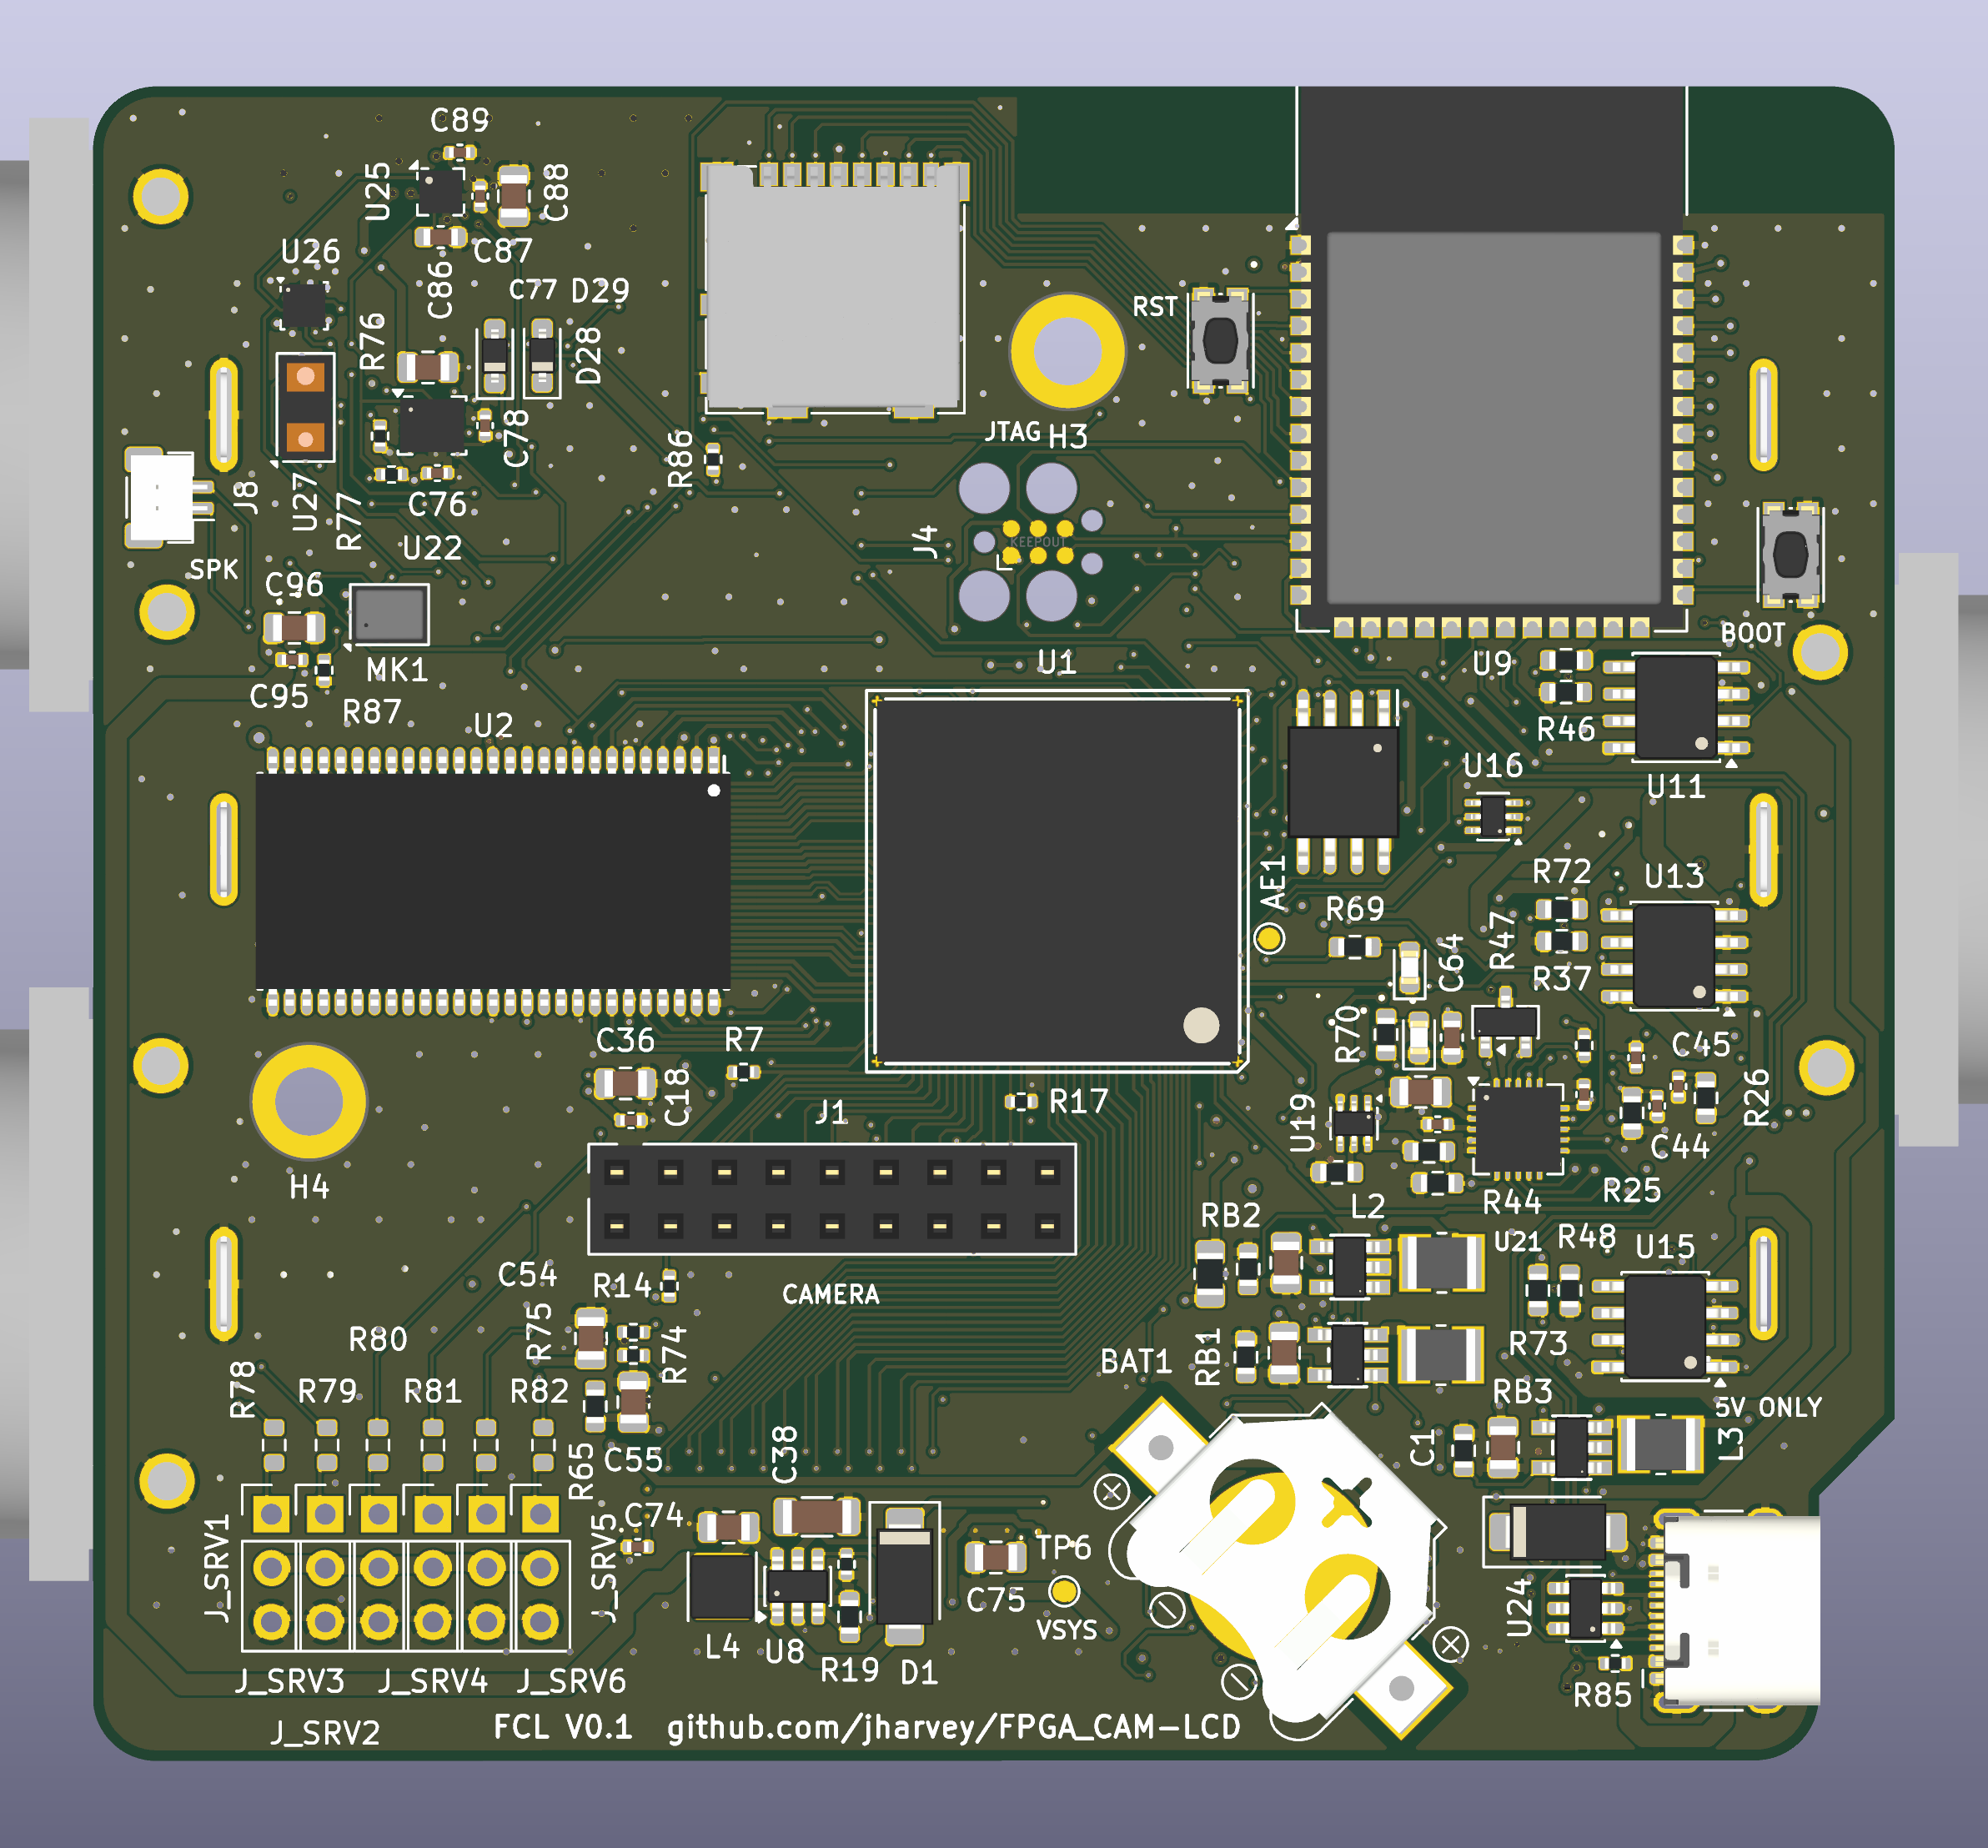 C89
U25
C88
U26
C87
C86
C77
D29
RST
R76
D28
JTAG
H3
C78
R86
J8
U27
R77
C76
J4
KEEPOUT
U22
SPK
C96
BOOT
U1
U9
MK1
C95
R87
R46
U2
U16
U11
AE1
R72
U13
R69
R47
C64
R37
R70
C36
R7
C45
C18
R17
R26
J1
U19
C44
H4
R44
R25
L2
RB2
U21
R48
U15
C54
R14
CAMERA
R75
R80
R74
R73
RB1
BAT1
R78
R79
R81
R82
RB3
5V ONLY
C1
L3
C38
C55
R65
C74
J_SRV1
J_SRV5
TP6
C75
U24
VSYS
L4
U8
R19
D1
J_SRV3
J_SRV4
J_SRV6
R85
J_SRV2
FCL V0.1 github.com/jharvey/FPGA_CAM-LCD